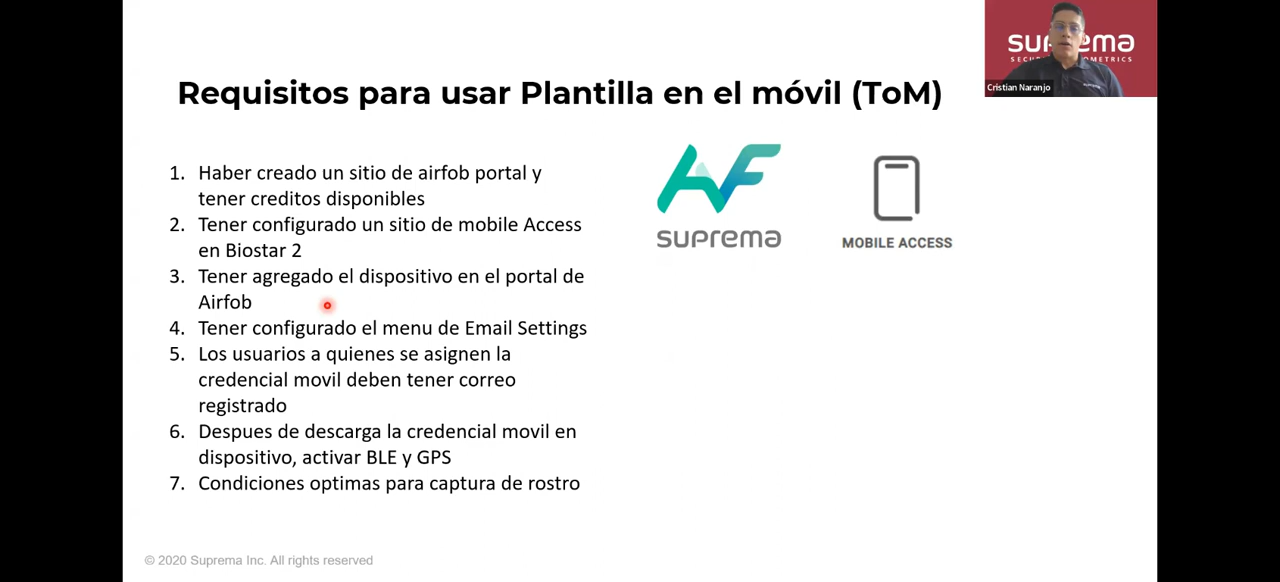 Requisitos para usar Plantilla en el móvil (ToM)
suprema
Cristian Naranjo
1. Haber creado un sitio de airfob portal y
tener creditos disponibles
2. Tener configurado un sitio de mobile Access
en Biostar 2
3. Tener agregado el dispositivo en el portal de
Airfob
4. Tener configurado el menu de Email Settings
5. Los usuarios a quienes se asignen la
credencial movil deben tener correo
registrado
6. Despues de descarga la credencial movil en
dispositivo, activar BLE y GPS
7. Condiciones optimas para captura de rostro
AF
suprema
MOBILE ACCESS
© 2020 Suprema Inc. All rights reserved